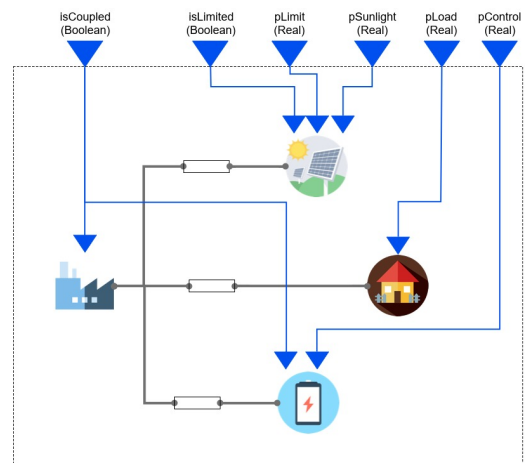 isCoupled
(Boolean)
isLimited
(Boolean)
pLimit
(Real)
pSunlight
(Real)
pLoad
(Real)
pControl
(Real)